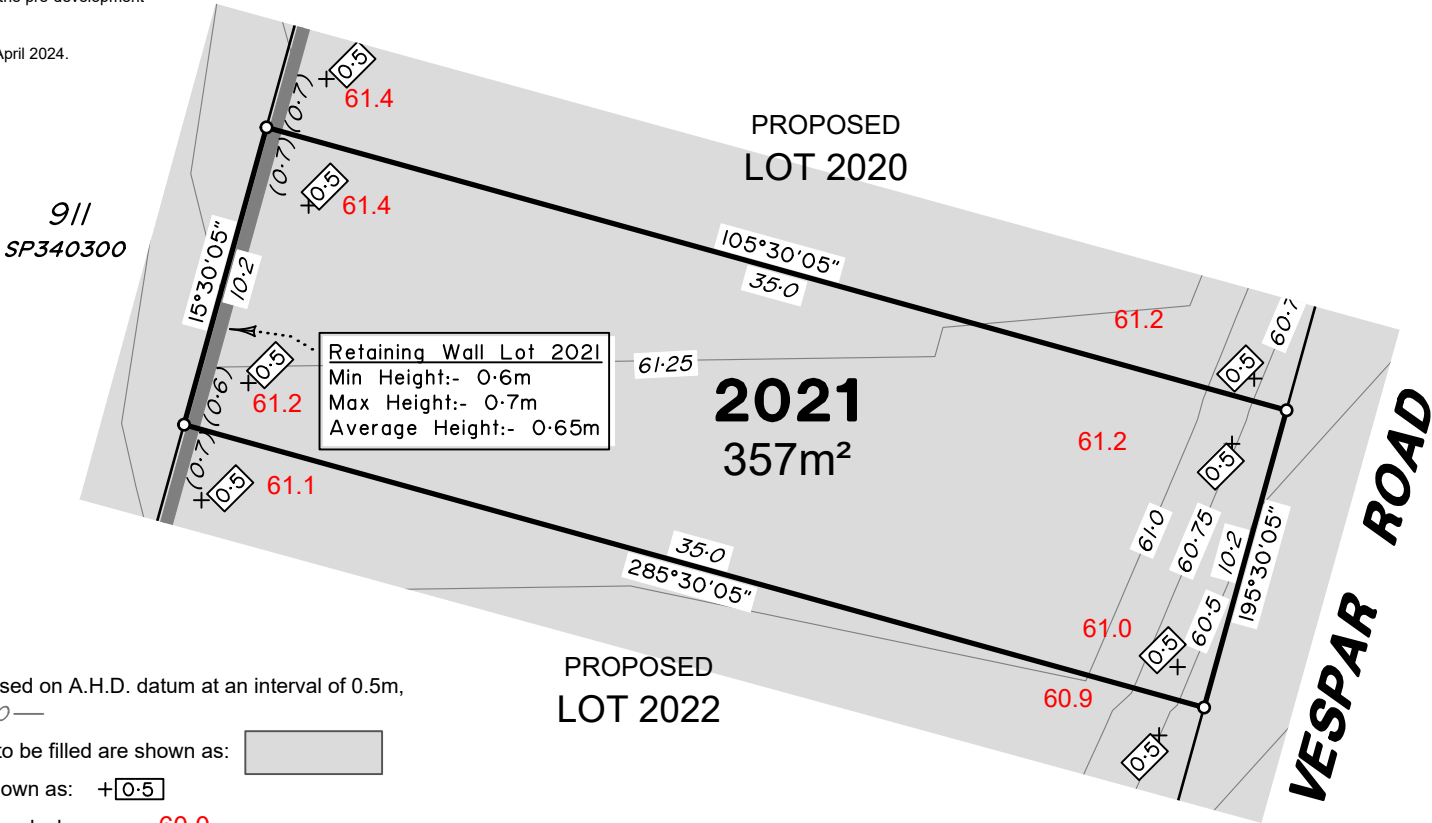 pre-development
April 2024.
0·5
61.4
(0·7)
PROPOSED
LOT 2020
(0·7)
0·5
61.4
911
SP340300
15°30'05"
10·2
105°30'05"
35·0
61.2
60·7
0·5
Retaining Wall Lot 2021
Min Height:- 0·6m
Max Height:- 0·7m
Average Height:- 0·65m
61·25
0·5
61.2
(0·6)
2021
357m²
61.2
0·5
(0·7)
0·5
61.1
61·0
60·75
10·2
195°30'05"
60·5
35·0
285°30'05"
61.0
0·5
60.9
0·5
PROPOSED
LOT 2022
VESPAR ROAD
sed on A.H.D. datum at an interval of 0.5m,
to be filled are shown as:
own as: +0·5